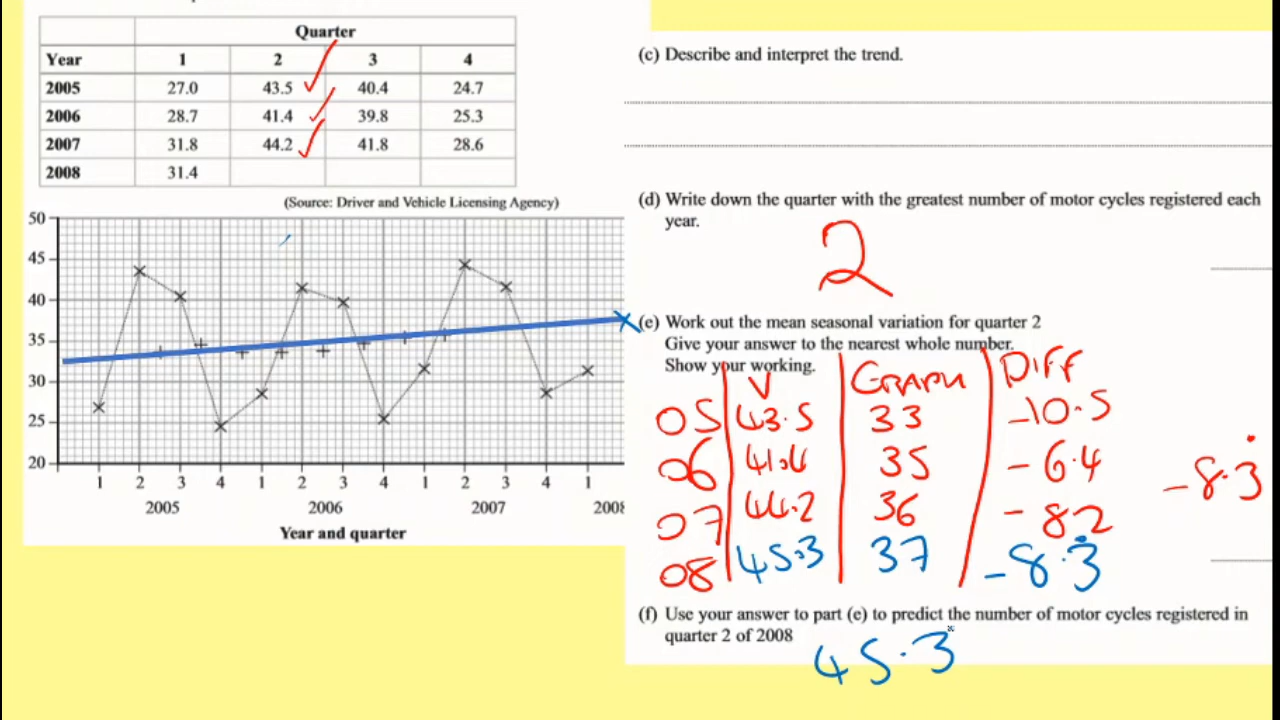 Quarter
Year 1 2 3 4
2005 27.0 43.5 40.4 24.7
2006 28.7 41.4 39.8 25.3
2007 31.8 44.2 41.8 28.6
2008 31.4
(Source: Driver and Vehicle Licensing Agency)
50
45
40
35
30
25
20
1 2 3 4 1 2 3 4 1 2 3 4 1
2005 2006 2007 2008
Year and quarter
(c) Describe and interpret the trend.
(d) Write down the quarter with the greatest number of motor cycles registered each
year.
2
(e) Work out the mean seasonal variation for quarter 2
Give your answer to the nearest whole number.
Show your working.
V GRAPH DIFF
05 43.5 33 -10.5
06 41.4 35 -6.4
07 44.2 36 -8.2
08 45.3 37 -8.3
-8.3
(f) Use your answer to part (e) to predict the number of motor cycles registered in
quarter 2 of 2008
45.3